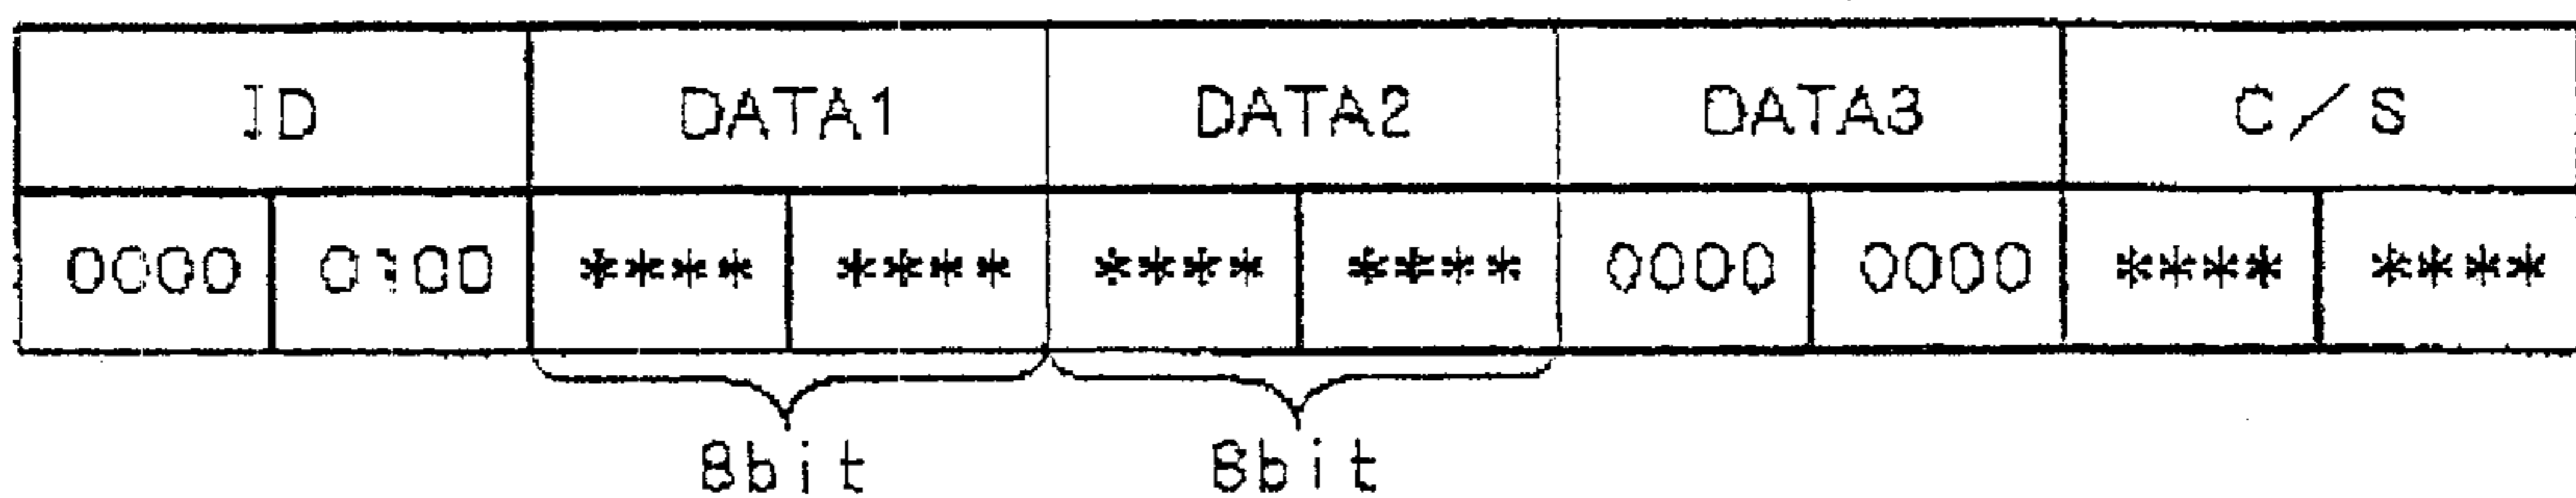 ID DATA1 DATA2 DATA3 C/S
0000 0100 **** **** **** **** 0000 0000 **** ****
8bit 8bit